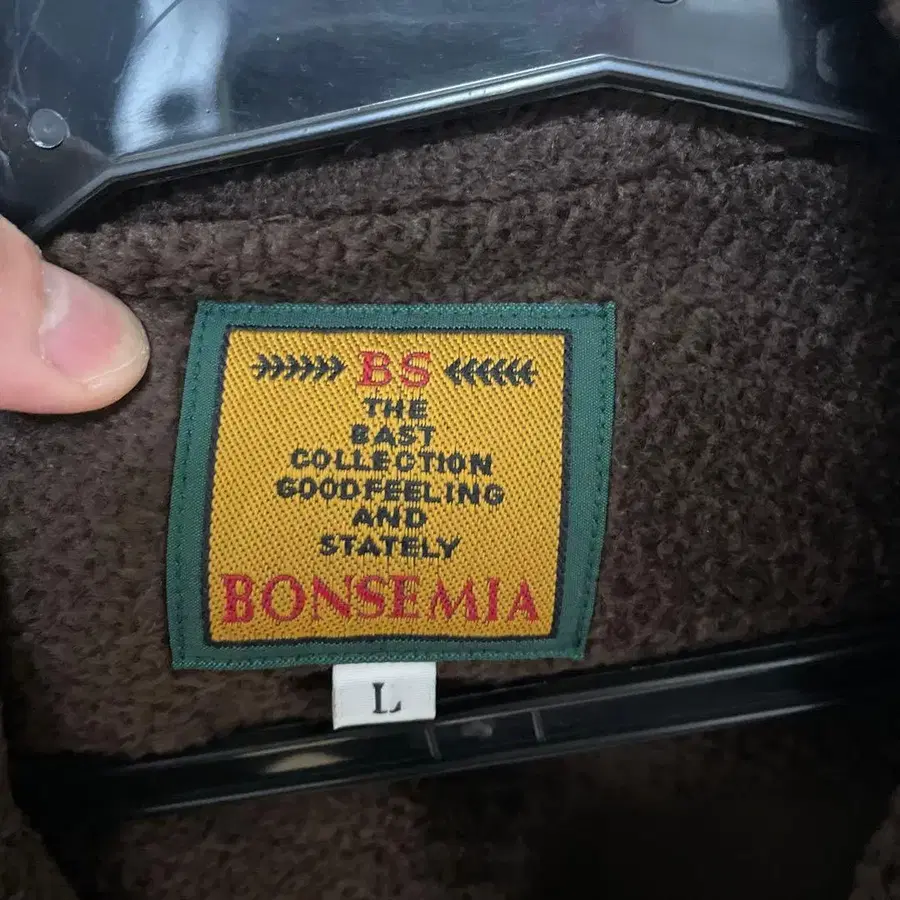 BS
THE
BAST
COLLECTION
GOODFEELING
AND
STATELY
BONSEMIA
L